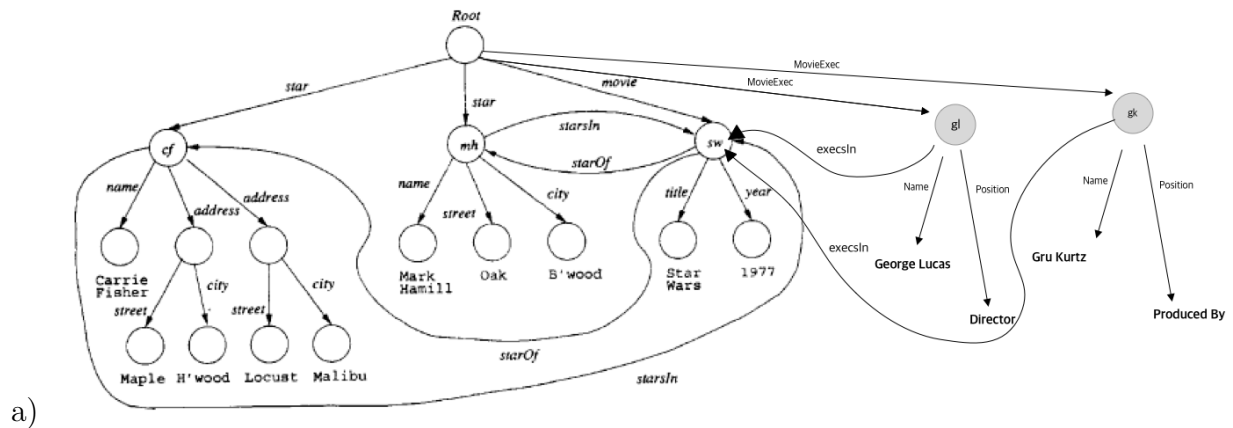 Root
MovieExec
MovieExec
star
star
movie
starsIn
cf
mh
sw
gl
gk
starOf
execsIn
name
address
address
name
street
city
title
year
Name
Position
Name
Position
execsIn
Carrie
Fisher
Mark
Hamill
Oak
B'wood
Star
Wars
1977
George Lucas
Gru Kurtz
street
city
street
city
Director
Produced By
starOf
Maple
H'wood
Locust
Malibu
starsIn
a)